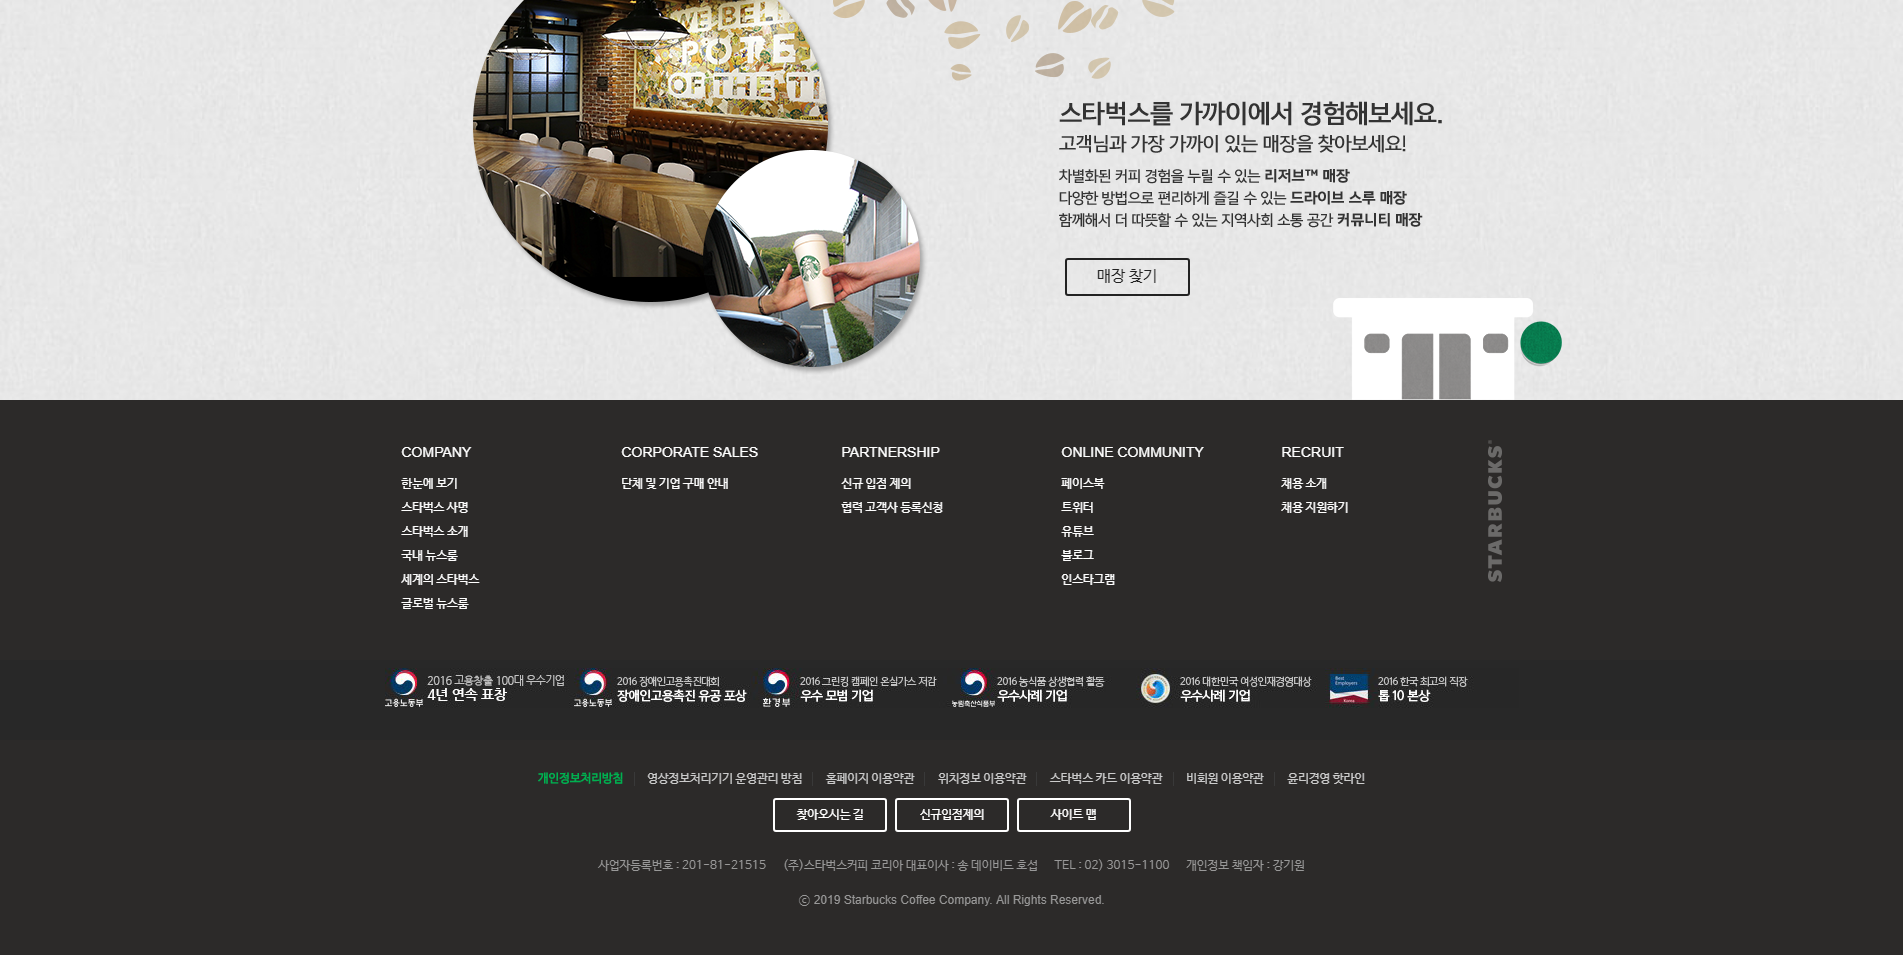 WE BEL
POTE
OF THE T
스타벅스를 가까이에서 경험해보세요.
고객님과 가장 가까이 있는 매장을 찾아보세요!
차별화된 커피 경험을 누릴 수 있는 리저브™ 매장
다양한 방법으로 편리하게 즐길 수 있는 드라이브 스루 매장
함께해서 더 따뜻할 수 있는 지역사회 소통 공간 커뮤니티 매장
매장 찾기
COMPANY
한눈에 보기
스타벅스 사명
스타벅스 소개
국내 뉴스룸
세계의 스타벅스
글로벌 뉴스룸
CORPORATE SALES
단체 및 기업 구매 안내
PARTNERSHIP
신규 입점 제의
협력 고객사 등록신청
ONLINE COMMUNITY
페이스북
트위터
유튜브
블로그
인스타그램
RECRUIT
채용 소개
채용 지원하기
STARBUCKS
고용노동부
2016 고용창출 100대 우수기업
4년 연속 표창
고용노동부
2016 장애인고용촉진대회
장애인고용촉진 유공 포상
환경부
2016 그린킹 캠페인 온실가스 저감
우수 모범 기업
농림축산식품부
2016 농식품 상생협력 활동
우수사례 기업
2016 대한민국 여성인재경영대상
우수사례 기업
Best
Employers
Korea
2016 한국 최고의 직장
톱 10 본상
개인정보처리방침
영상정보처리기기 운영관리 방침
홈페이지 이용약관
위치정보 이용약관
스타벅스 카드 이용약관
비회원 이용약관
윤리경영 핫라인
찾아오시는 길
신규입점제의
사이트 맵
사업자등록번호 : 201-81-21515 (주)스타벅스커피 코리아 대표이사 : 송 데이비드 호섭 TEL : 02) 3015-1100 개인정보 책임자 : 강기원
ⓒ 2019 Starbucks Coffee Company. All Rights Reserved.